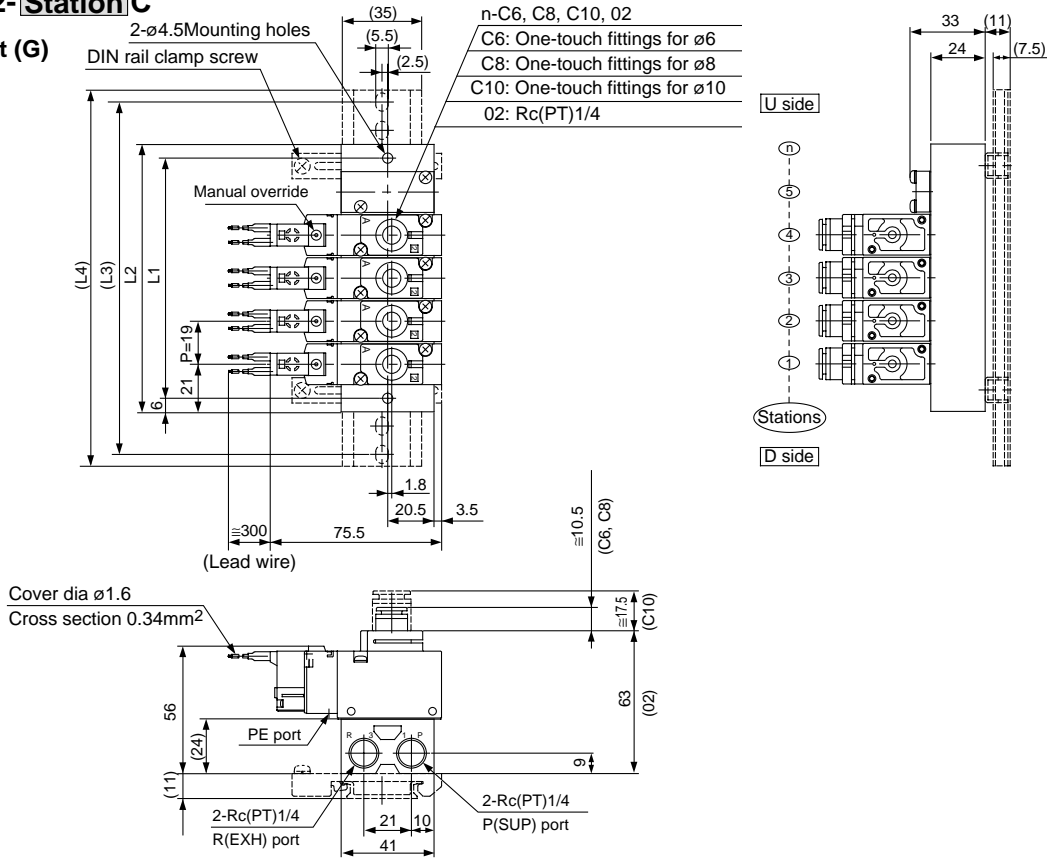 2- Station C
t (G)
2-ø4.5Mounting holes
DIN rail clamp screw
(35)
(5.5)
(2.5)
n-C6, C8, C10, 02
C6: One-touch fittings for ø6
C8: One-touch fittings for ø8
C10: One-touch fittings for ø10
02: Rc(PT)1/4
33
(11)
24
(7.5)
U side
n
5
4
3
2
1
Stations
D side
Manual override
A
A
A
A
(L4)
(L3)
L2
L1
P=19
21
6
1.8
20.5
3.5
≅300
75.5
(Lead wire)
≅10.5
(C6, C8)
≅17.5
(C10)
Cover dia ø1.6
Cross section 0.34mm2
56
(24)
(11)
PE port
R 3 1 P
63
(02)
9
2-Rc(PT)1/4
R(EXH) port
2-Rc(PT)1/4
P(SUP) port
21
10
41